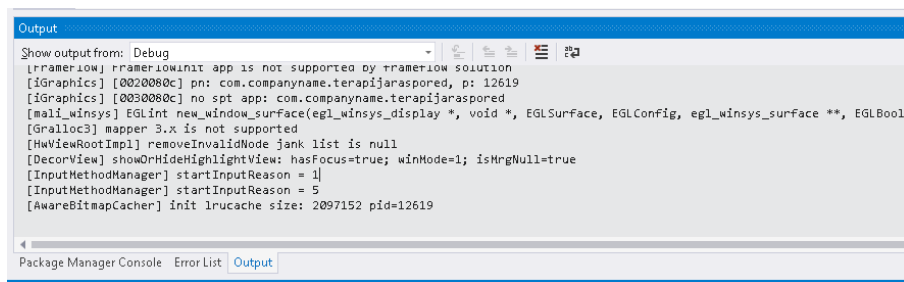 Output
Show output from: Debug
[FrameFlow] FrameFlowInit app is not supported by frameflow solution
[iGraphics] [0020080c] pn: com.companyname.terapijaraspored, p: 12619
[iGraphics] [0030080c] no spt app: com.companyname.terapijaraspored
[mali_winsys] EGLint new_window_surface(egl_winsys_display *, void *, EGLSurface, EGLConfig, egl_winsys_surface **, EGLBool
[Gralloc3] mapper 3.x is not supported
[HwViewRootImpl] removeInvalidNode jank list is null
[DecorView] showOrHideHighlightView: hasFocus=true; winMode=1; isMrgNull=true
[InputMethodManager] startInputReason = 1
[InputMethodManager] startInputReason = 5
[AwareBitmapCacher] init lrucache size: 2097152 pid=12619
Package Manager Console Error List Output